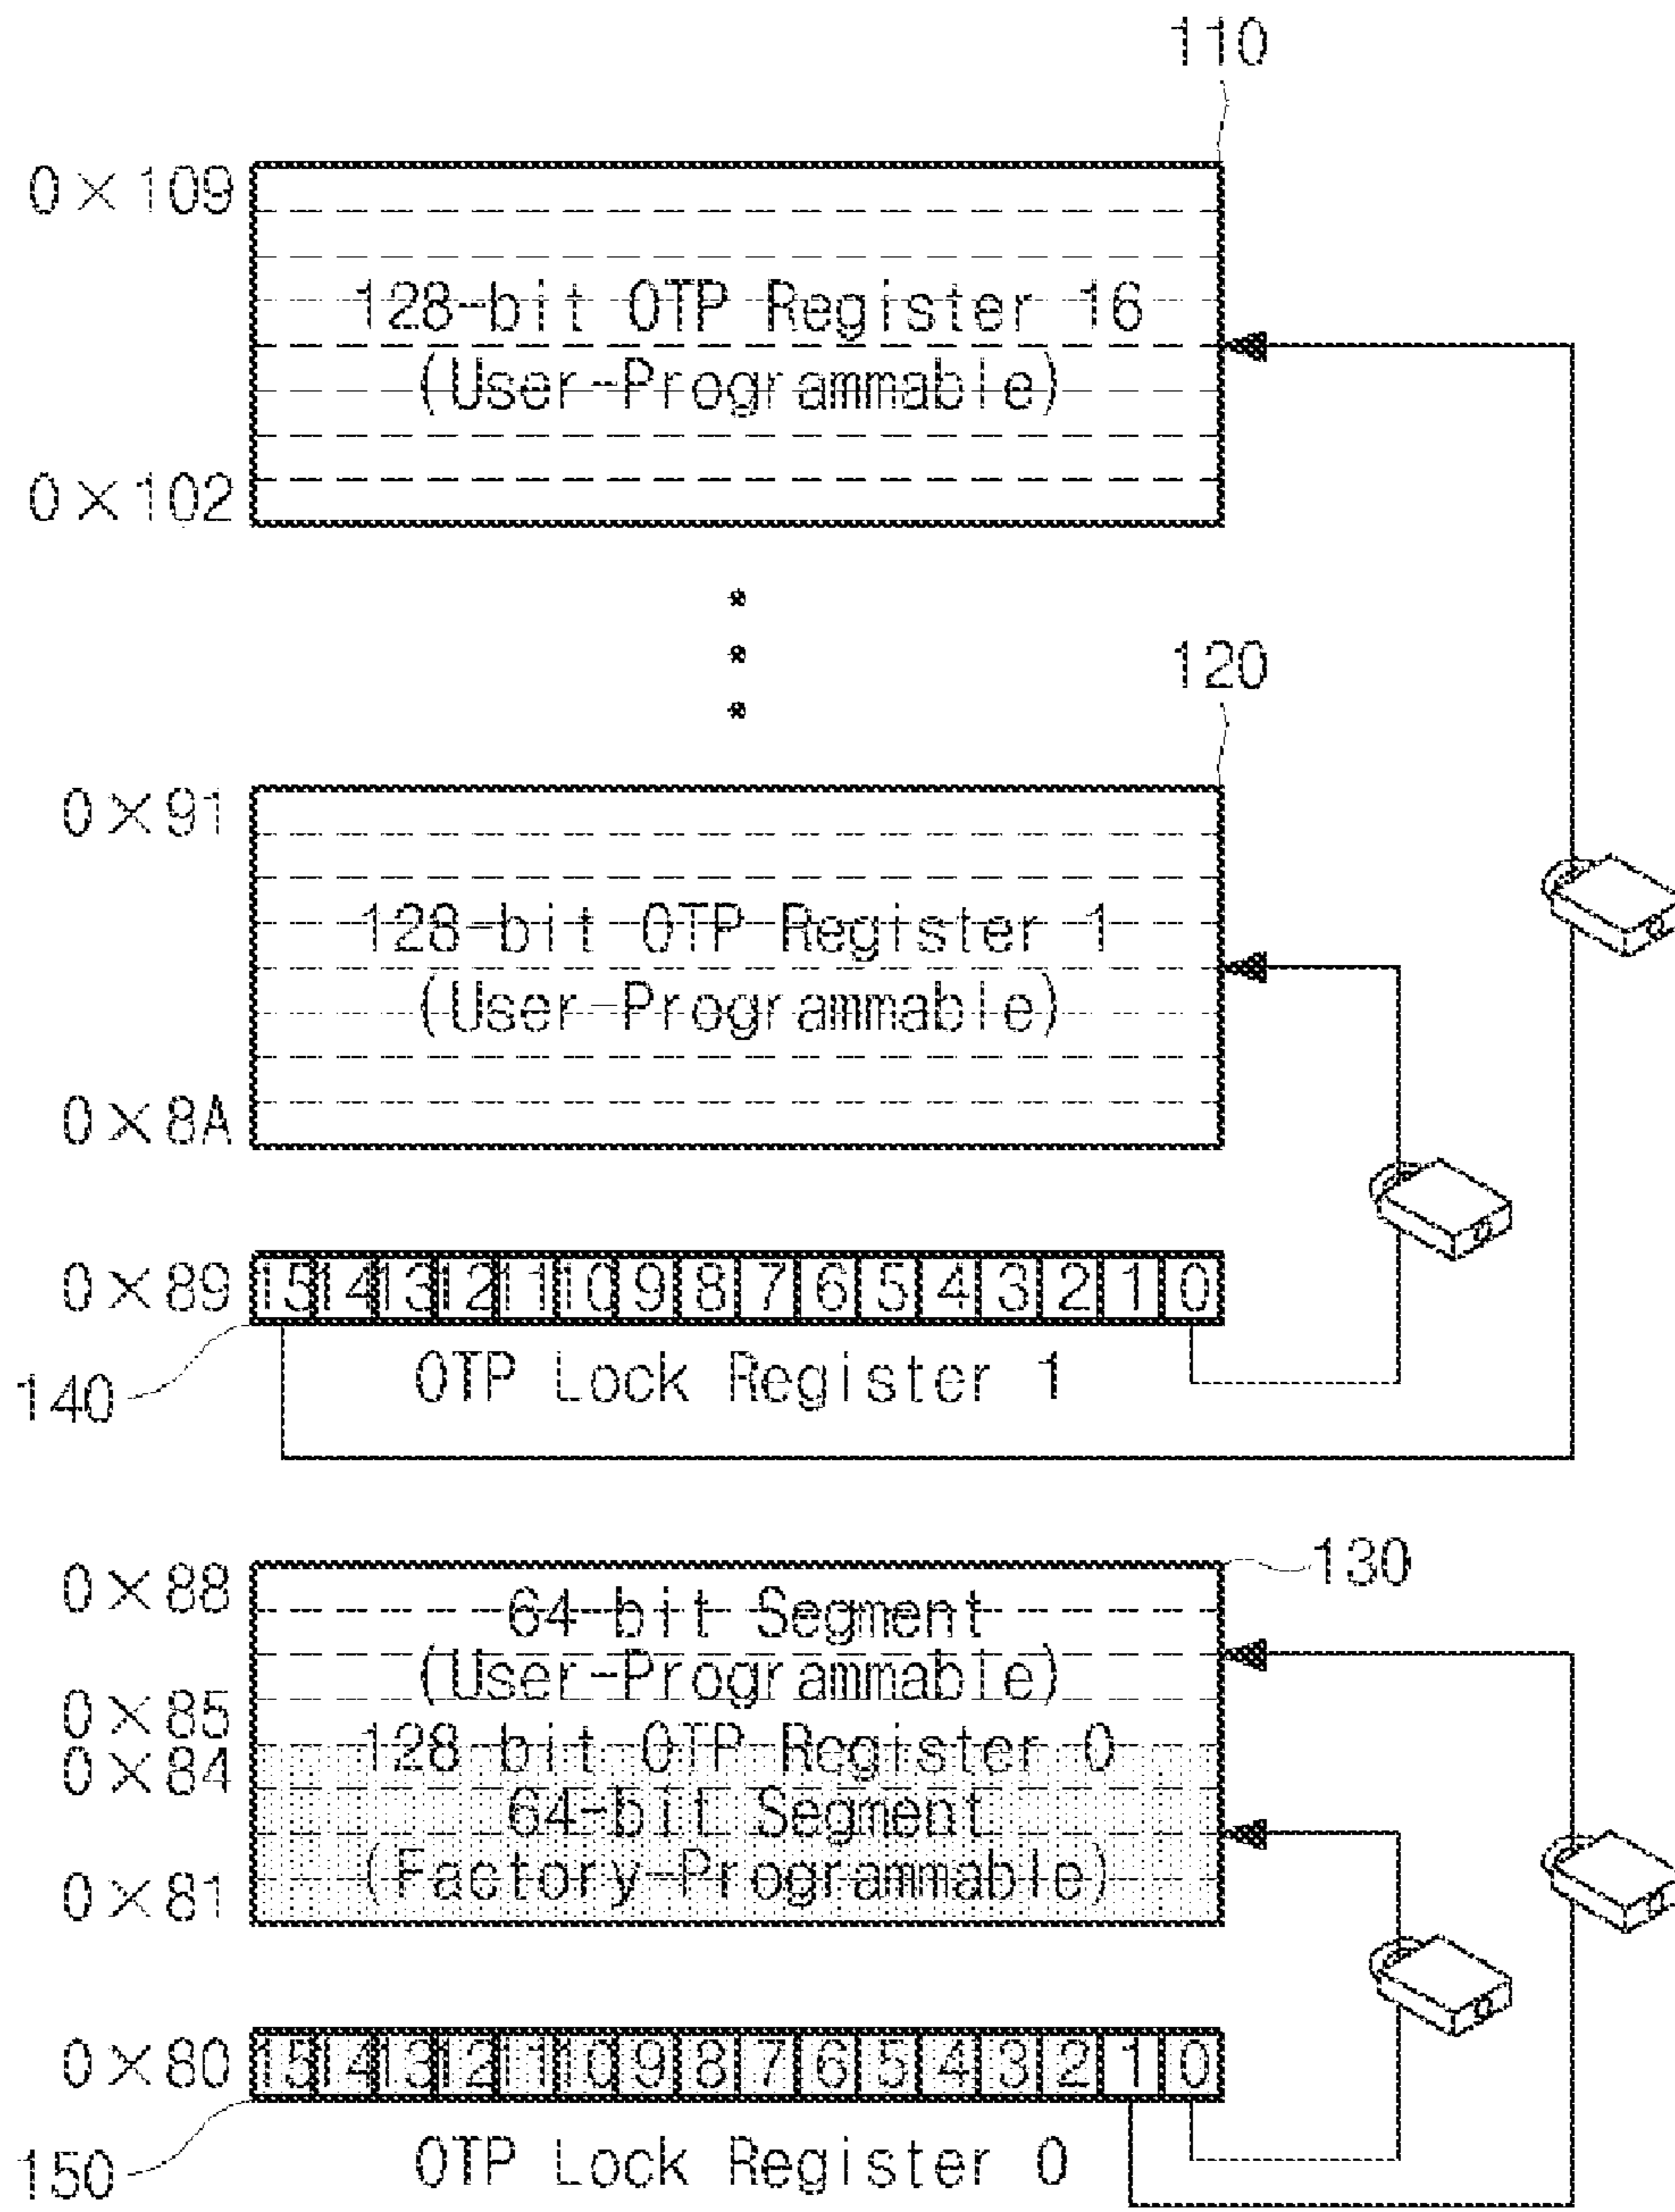 110
0×109
128-bit OTP Register 16
(User-Programmable)
0×102
120
0×91
128-bit OTP Register 1
(User-Programmable)
0×8A
0×89 15 14 13 12 11 10 9 8 7 6 5 4 3 2 1 0
140
OTP Lock Register 1
130
0×88
64-bit Segment
(User-Programmable)
0×85
128-bit OTP Register 0
0×84
64-bit Segment
(Factory-Programmable)
0×81
0×80 15 14 13 12 11 10 9 8 7 6 5 4 3 2 1 0
150
OTP Lock Register 0